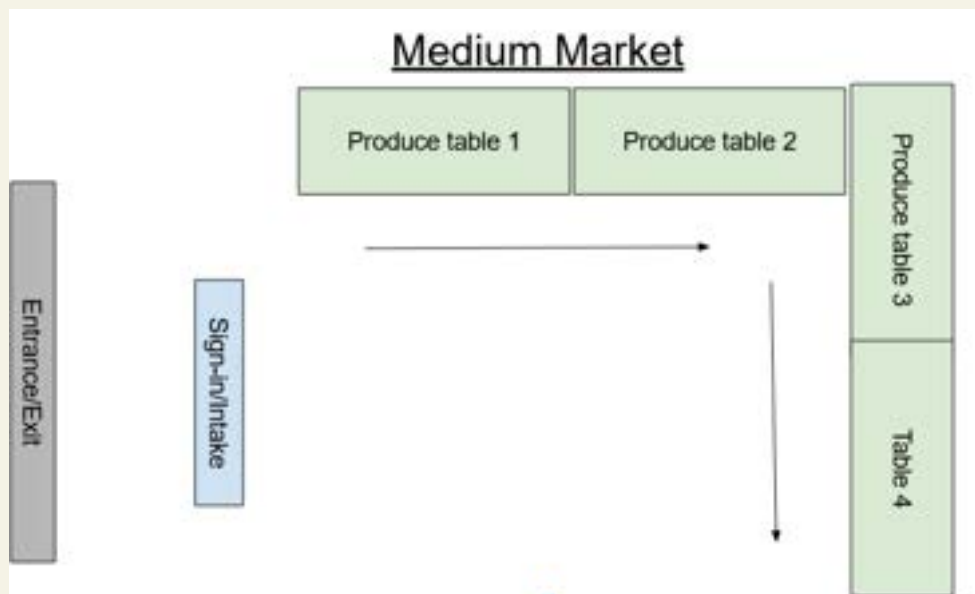 Medium Market
Produce table 1
Produce table 2
Produce table 3
Entrance/Exit
Sign-in/Intake
Table 4